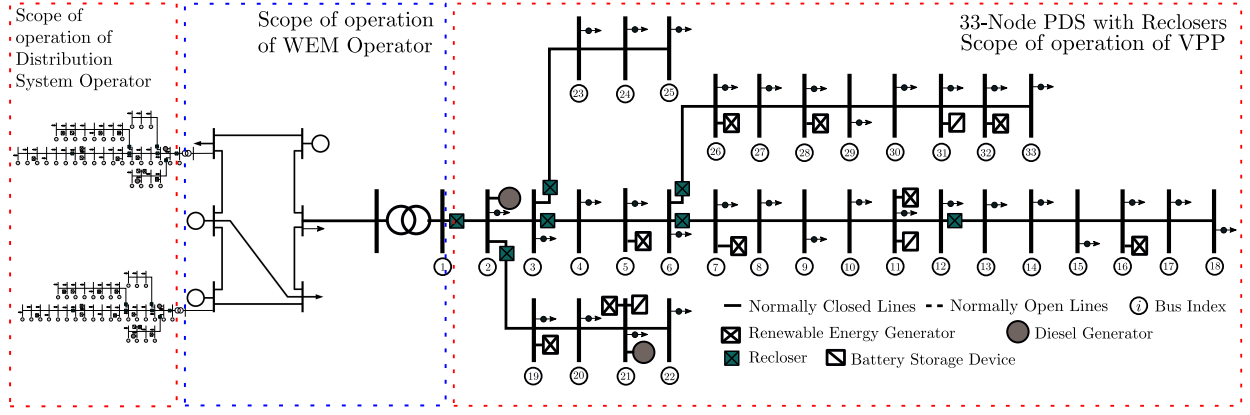 Scope of
operation of
Distribution
System Operator
Scope of operation
of WEM Operator
33-Node PDS with Reclosers
Scope of operation of VPP
23 24 25
26 27 28 29 30 31 32 33
1 2 3 4 5 6 7 8 9 10 11 12 13 14 15 16 17 18
19 20 21 22
Normally Closed Lines Normally Open Lines i Bus Index
Renewable Energy Generator Diesel Generator
Recloser Battery Storage Device